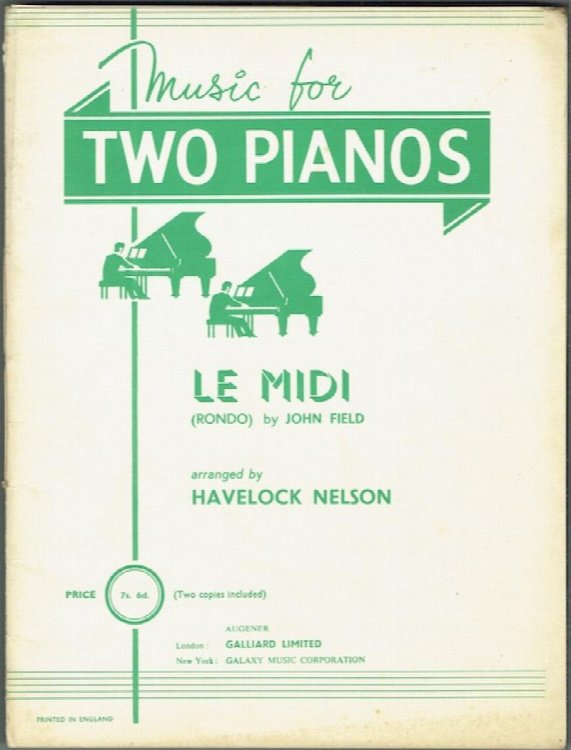 Music for
TWO PIANOS
LE MIDI
(RONDO) by JOHN FIELD
arranged by
HAVELOCK NELSON
PRICE 7s. 6d. (Two copies included)
AUGENER
London : GALLIARD LIMITED
New York : GALAXY MUSIC CORPORATION
PRINTED IN ENGLAND